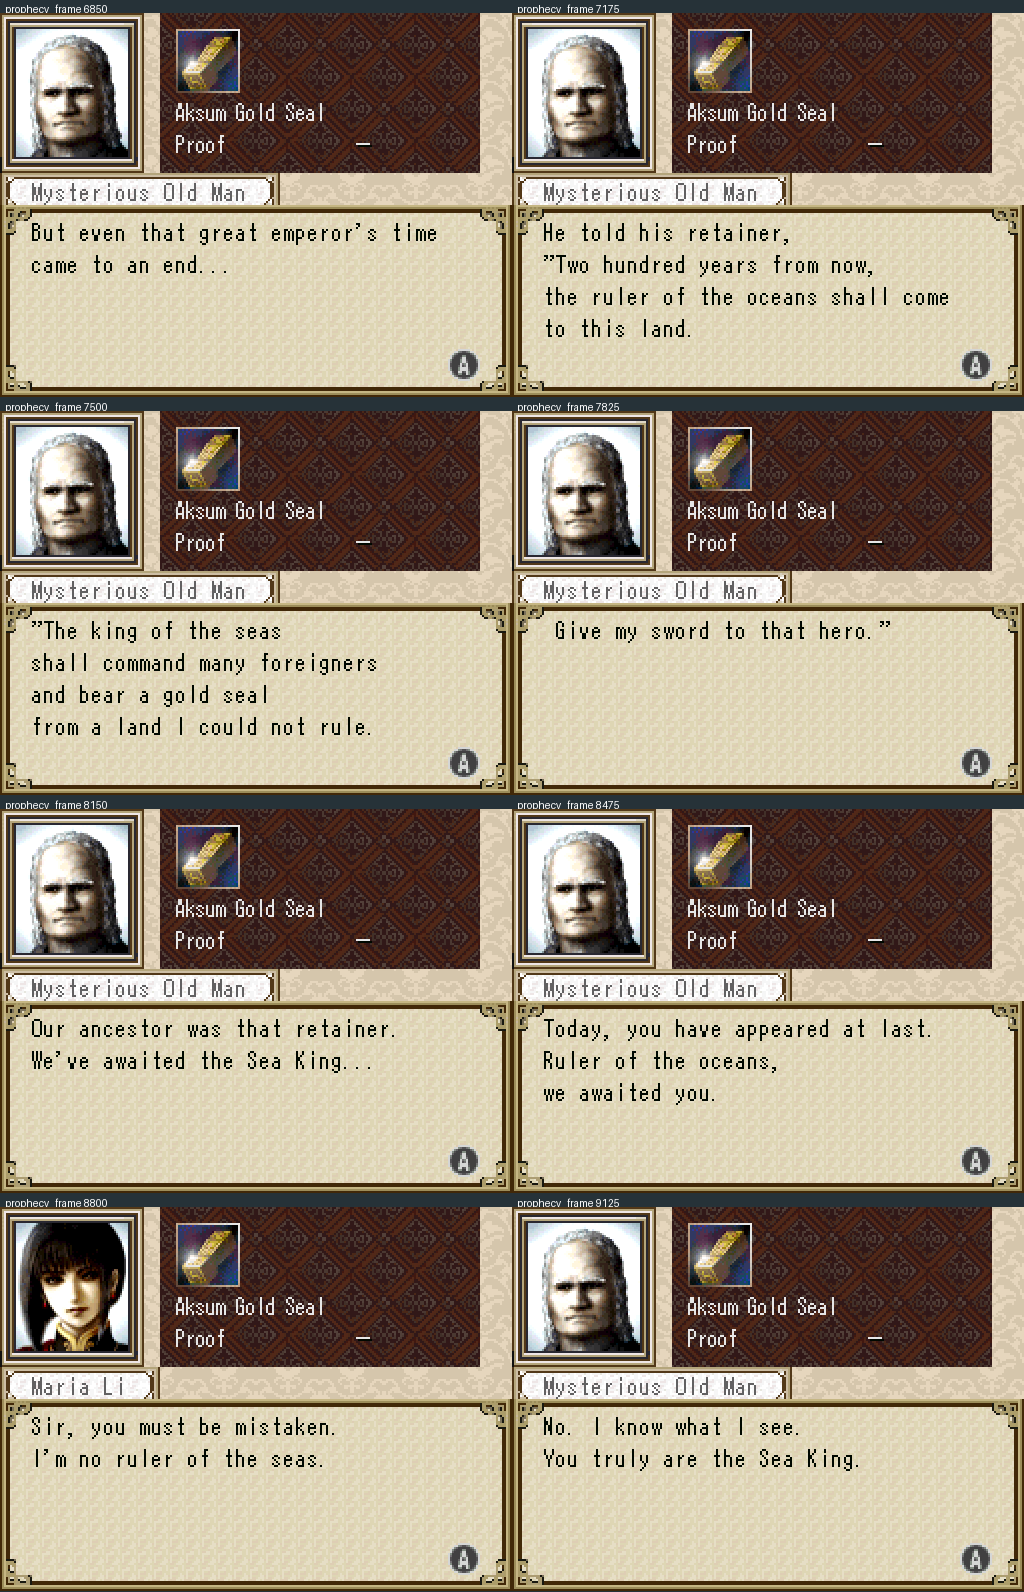 prophecy_frame 6850
Aksum Gold Seal
Proof —
Mysterious Old Man
But even that great emperor's time
came to an end...
A
prophecy_frame 7175
Aksum Gold Seal
Proof —
Mysterious Old Man
He told his retainer,
"Two hundred years from now,
the ruler of the oceans shall come
to this land.
A
prophecy_frame 7500
Aksum Gold Seal
Proof —
Mysterious Old Man
"The king of the seas
shall command many foreigners
and bear a gold seal
from a land I could not rule.
A
prophecy_frame 7825
Aksum Gold Seal
Proof —
Mysterious Old Man
Give my sword to that hero."
A
prophecy_frame 8150
Aksum Gold Seal
Proof —
Mysterious Old Man
Our ancestor was that retainer.
We've awaited the Sea King...
A
prophecy_frame 8475
Aksum Gold Seal
Proof —
Mysterious Old Man
Today, you have appeared at last.
Ruler of the oceans,
we awaited you.
A
prophecy_frame 8800
Aksum Gold Seal
Proof —
Maria Li
Sir, you must be mistaken.
I'm no ruler of the seas.
A
prophecy_frame 9125
Aksum Gold Seal
Proof —
Mysterious Old Man
No. I know what I see.
You truly are the Sea King.
A